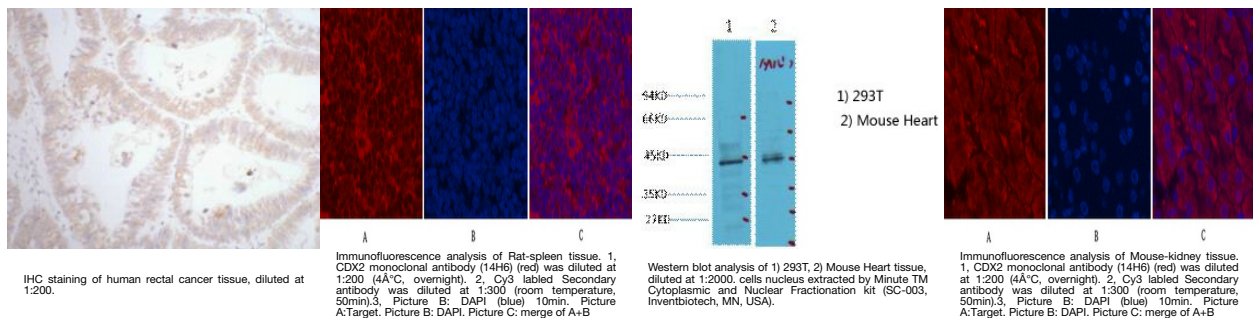 1 2
94KD
66KD
45KD
35KD
27KD
1) 293T
2) Mouse Heart
A B C
A B C
IHC staining of human rectal cancer tissue, diluted at
1:200.
Immunofluorescence analysis of Rat-spleen tissue. 1,
CDX2 monoclonal antibody (14H6) (red) was diluted at
1:200 (4Â°C, overnight). 2, Cy3 labled Secondary
antibody was diluted at 1:300 (room temperature,
50min).3, Picture B: DAPI (blue) 10min. Picture
A:Target. Picture B: DAPI. Picture C: merge of A+B
Western blot analysis of 1) 293T, 2) Mouse Heart tissue,
diluted at 1:2000. cells nucleus extracted by Minute TM
Cytoplasmic and Nuclear Fractionation kit (SC-003,
Inventbiotech, MN, USA).
Immunofluorescence analysis of Mouse-kidney tissue.
1, CDX2 monoclonal antibody (14H6) (red) was diluted
at 1:200 (4Â°C, overnight). 2, Cy3 labled Secondary
antibody was diluted at 1:300 (room temperature,
50min).3, Picture B: DAPI (blue) 10min. Picture
A:Target. Picture B: DAPI. Picture C: merge of A+B